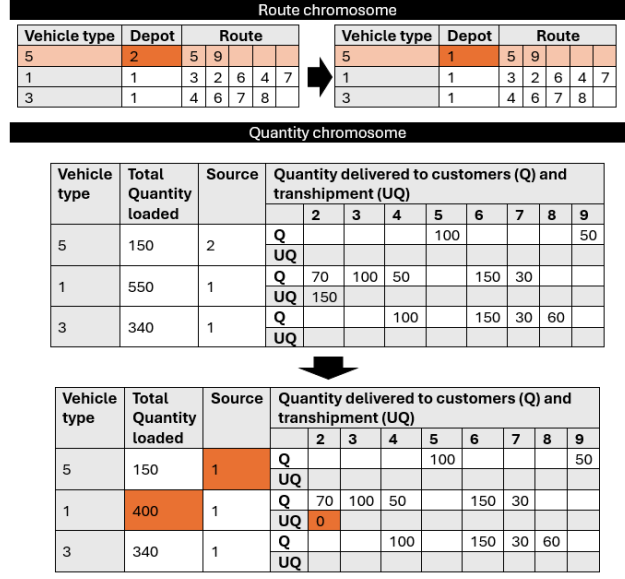 Route chromosome
Vehicle type Depot Route Vehicle type Depot Route
5 2 5 9 5 1 5 9
1 1 3 2 6 4 7 1 1 3 2 6 4 7
3 1 4 6 7 8 3 1 4 6 7 8
Quantity chromosome
Vehicle type Total Quantity loaded Source Quantity delivered to customers (Q) and transhipment (UQ)
2 3 4 5 6 7 8 9
5 150 2 Q 100 50
UQ
1 550 1 Q 70 100 50 150 30
UQ 150
3 340 1 Q 100 150 30 60
UQ
Vehicle type Total Quantity loaded Source Quantity delivered to customers (Q) and transhipment (UQ)
2 3 4 5 6 7 8 9
5 150 1 Q 100 50
UQ
1 400 1 Q 70 100 50 150 30
UQ 0
3 340 1 Q 100 150 30 60
UQ